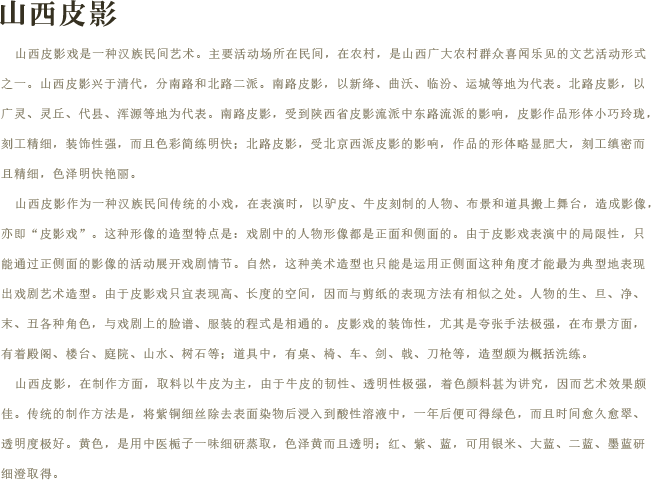 山西皮影
山西皮影戏是一种汉族民间艺术。主要活动场所在民间，在农村，是山西广大农村群众喜闻乐见的文艺活动形式
之一。山西皮影兴于清代，分南路和北路二派。南路皮影，以新绛、曲沃、临汾、运城等地为代表。北路皮影，以
广灵、灵丘、代县、浑源等地为代表。南路皮影，受到陕西省皮影流派中东路流派的影响，皮影作品形体小巧玲珑，
刻工精细，装饰性强，而且色彩简练明快；北路皮影，受北京西派皮影的影响，作品的形体略显肥大，刻工缜密而
且精细，色泽明快艳丽。
山西皮影作为一种汉族民间传统的小戏，在表演时，以驴皮、牛皮刻制的人物、布景和道具搬上舞台，造成影像，
亦即“皮影戏”。这种形像的造型特点是：戏剧中的人物形像都是正面和侧面的。由于皮影戏表演中的局限性，只
能通过正侧面的影像的活动展开戏剧情节。自然，这种美术造型也只能是运用正侧面这种角度才能最为典型地表现
出戏剧艺术造型。由于皮影戏只宜表现高、长度的空间，因而与剪纸的表现方法有相似之处。人物的生、旦、净、
末、丑各种角色，与戏剧上的脸谱、服装的程式是相通的。皮影戏的装饰性，尤其是夸张手法极强，在布景方面，
有着殿阁、楼台、庭院、山水、树石等；道具中，有桌、椅、车、剑、戟、刀枪等，造型颇为概括洗练。
山西皮影，在制作方面，取料以牛皮为主，由于牛皮的韧性、透明性极强，着色颜料甚为讲究，因而艺术效果颇
佳。传统的制作方法是，将紫铜细丝除去表面染物后浸入到酸性溶液中，一年后便可得绿色，而且时间愈久愈翠、
透明度极好。黄色，是用中医栀子一味细研蒸取，色泽黄而且透明；红、紫、蓝，可用银米、大蓝、二蓝、墨蓝研
细澄取得。